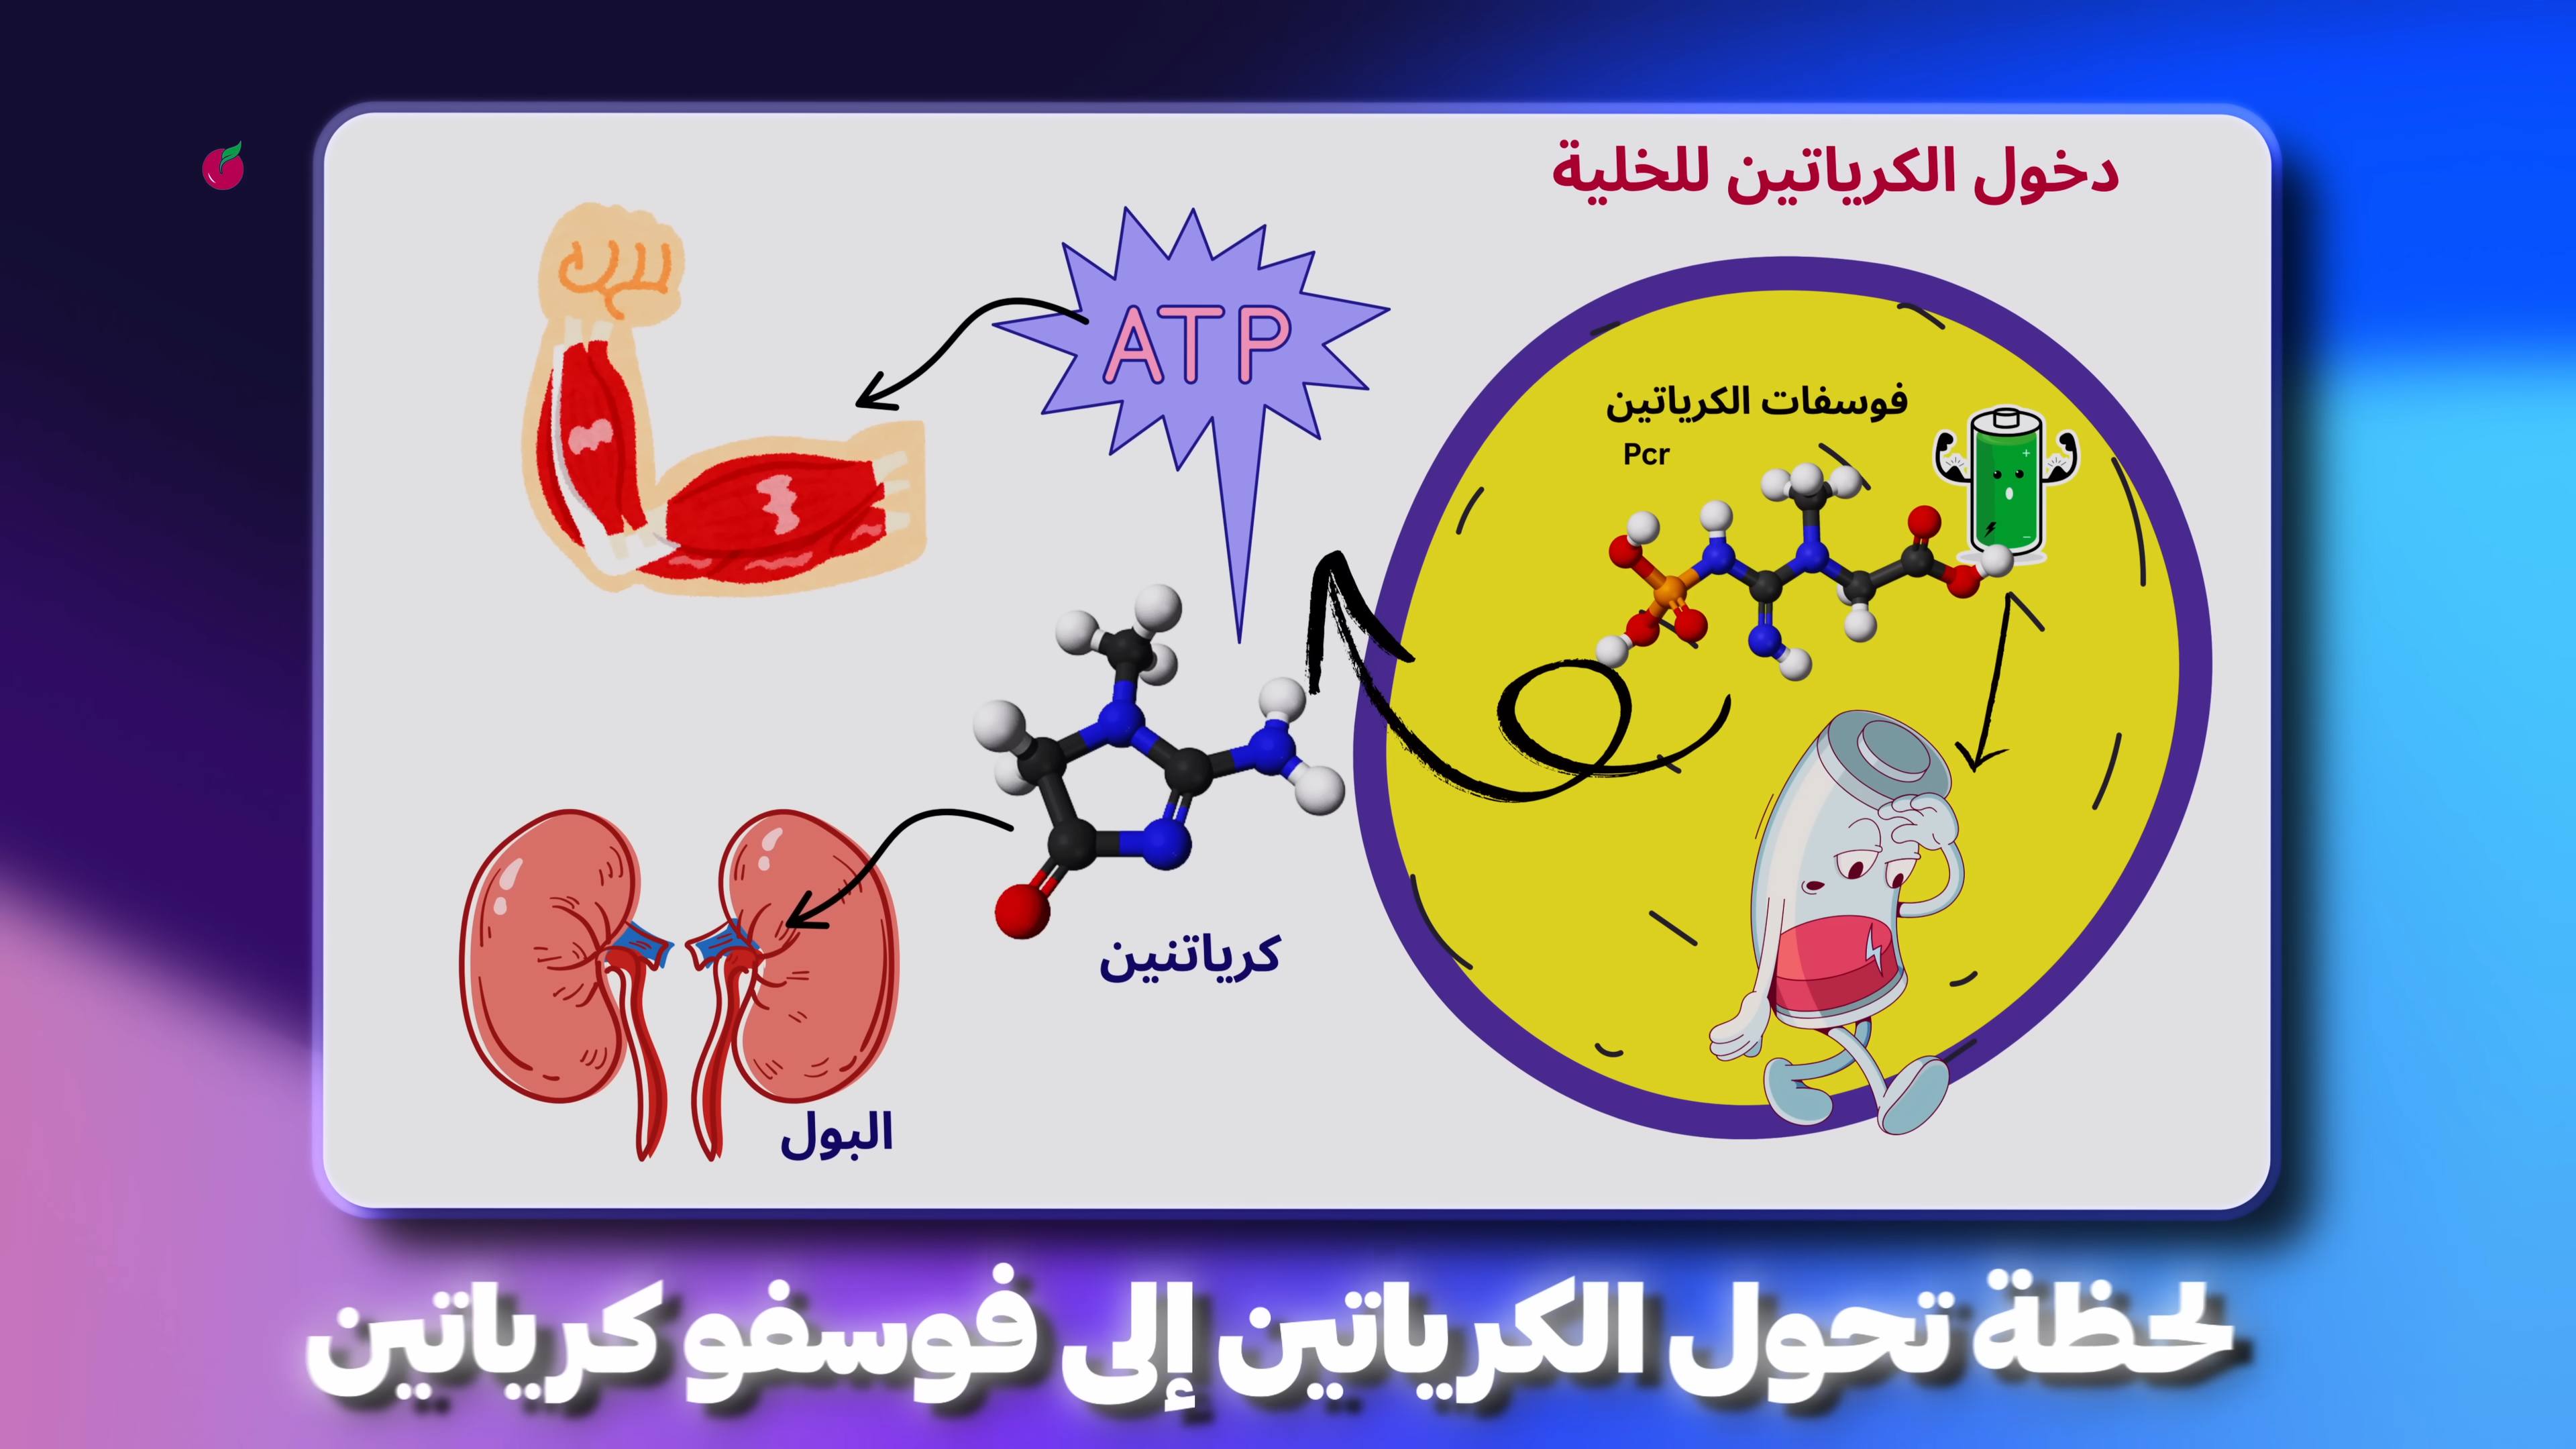 دخول الكرياتين للخلية
ATP
فوسفات الكرياتين
Pcr
كرياتنين
البول
لحظة تحول الكرياتين إلى فوسفو كرياتين